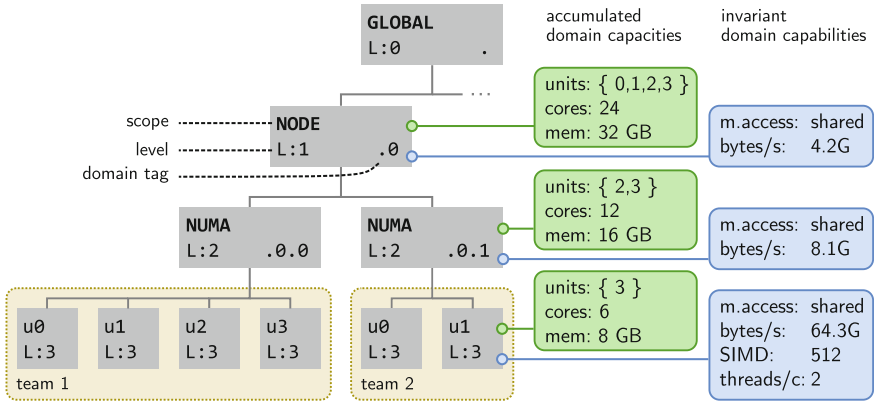 accumulated
domain capacities
invariant
domain capabilities
GLOBAL
L:0 .
...
units: { 0,1,2,3 }
cores: 24
mem: 32 GB
scope
level
domain tag
NODE
L:1 .0
m.access: shared
bytes/s: 4.2G
units: { 2,3 }
cores: 12
mem: 16 GB
NUMA
L:2 .0.0
NUMA
L:2 .0.1
m.access: shared
bytes/s: 8.1G
units: { 3 }
cores: 6
mem: 8 GB
u0
L:3
u1
L:3
u2
L:3
u3
L:3
team 1
u0
L:3
u1
L:3
team 2
m.access: shared
bytes/s: 64.3G
SIMD: 512
threads/c: 2